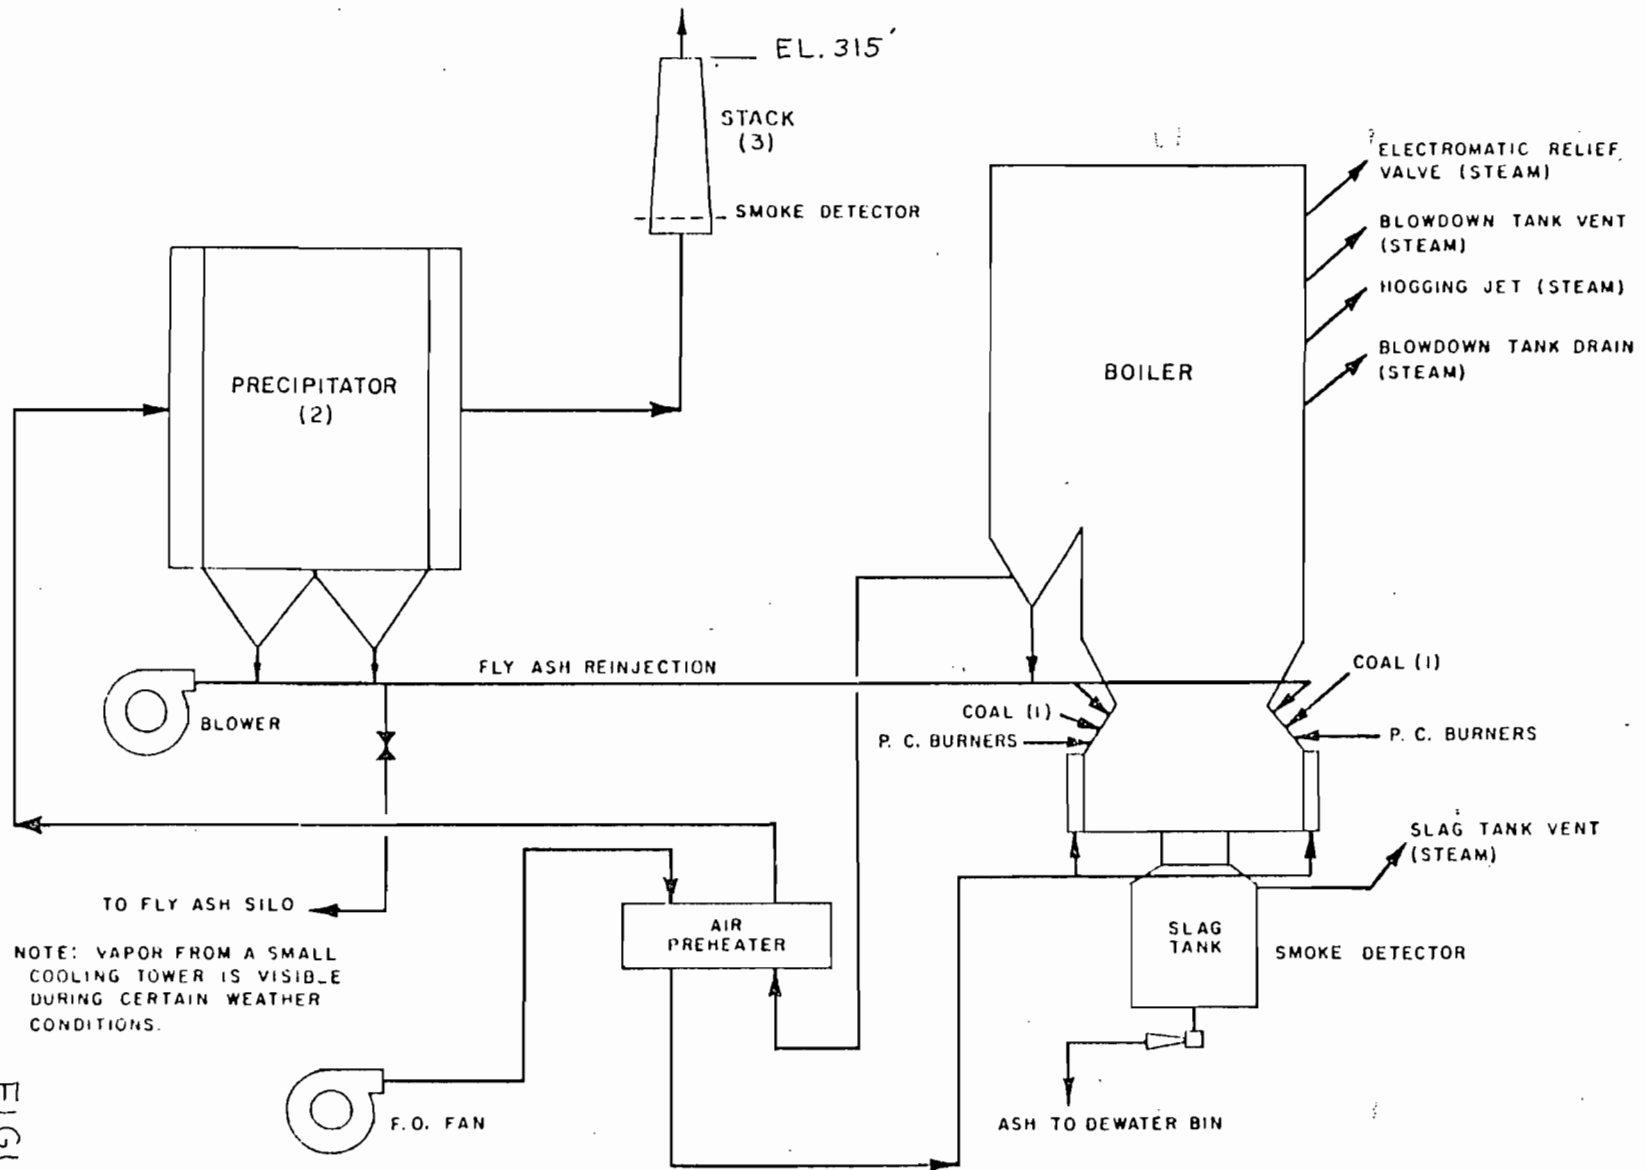 EL. 315'
STACK
(3)
SMOKE DETECTOR
ELECTROMATIC RELIEF
VALVE (STEAM)
BLOWDOWN TANK VENT
(STEAM)
HOGGING JET (STEAM)
BLOWDOWN TANK DRAIN
(STEAM)
PRECIPITATOR
(2)
BOILER
FLY ASH REINJECTION
COAL (1)
COAL (1)
BLOWER
P. C. BURNERS
P. C. BURNERS
SLAG TANK VENT
(STEAM)
TO FLY ASH SILO
AIR
PREHEATER
SLAG
TANK
SMOKE DETECTOR
NOTE: VAPOR FROM A SMALL
COOLING TOWER IS VISIBLE
DURING CERTAIN WEATHER
CONDITIONS.
F.O. FAN
ASH TO DEWATER BIN